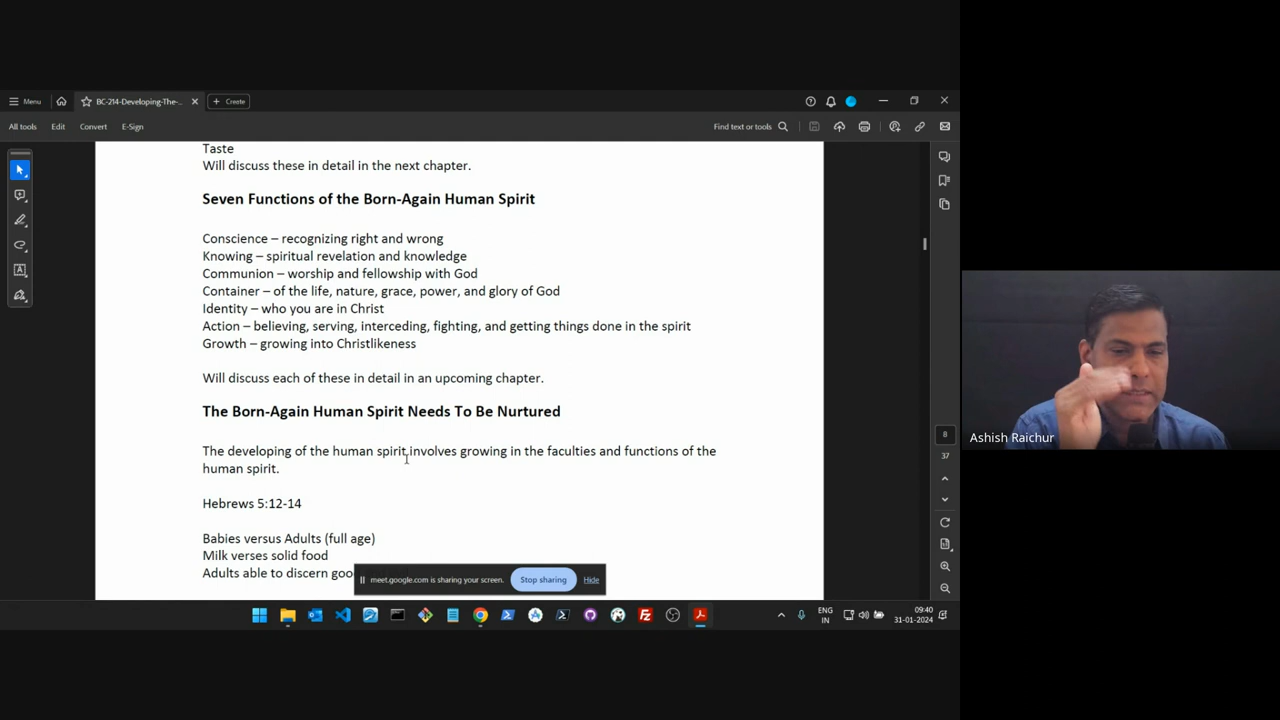 Menu
BC-214-Developing-The-...
Create
All tools
Edit
Convert
E-Sign
Find text or tools
Taste
Will discuss these in detail in the next chapter.
Seven Functions of the Born-Again Human Spirit
Conscience – recognizing right and wrong
Knowing – spiritual revelation and knowledge
Communion – worship and fellowship with God
Container – of the life, nature, grace, power, and glory of God
Identity – who you are in Christ
Action – believing, serving, interceding, fighting, and getting things done in the spirit
Growth – growing into Christlikeness
Will discuss each of these in detail in an upcoming chapter.
The Born-Again Human Spirit Needs To Be Nurtured
The developing of the human spirit involves growing in the faculties and functions of the
human spirit.
Hebrews 5:12-14
Babies versus Adults (full age)
Milk verses solid food
Adults able to discern goo
meet.google.com is sharing your screen.
Stop sharing
Hide
8
37
Ashish Raichur
ENG
IN
09:40
31-01-2024